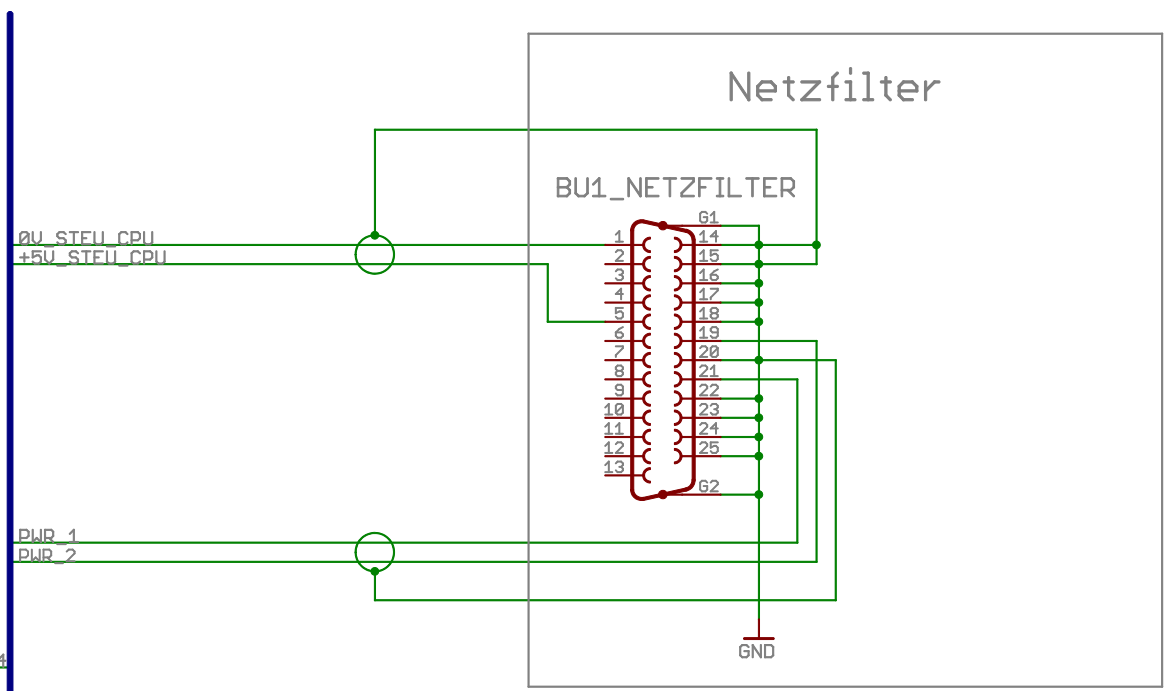 Netzfilter
BU1_NETZFILTER
0V_STEU_CPU
+5V_STEU_CPU
G1
1 14
2 15
3 16
4 17
5 18
6 19
7 20
8 21
9 22
10 23
11 24
12 25
13
G2
PWR_1
PWR_2
GND
4